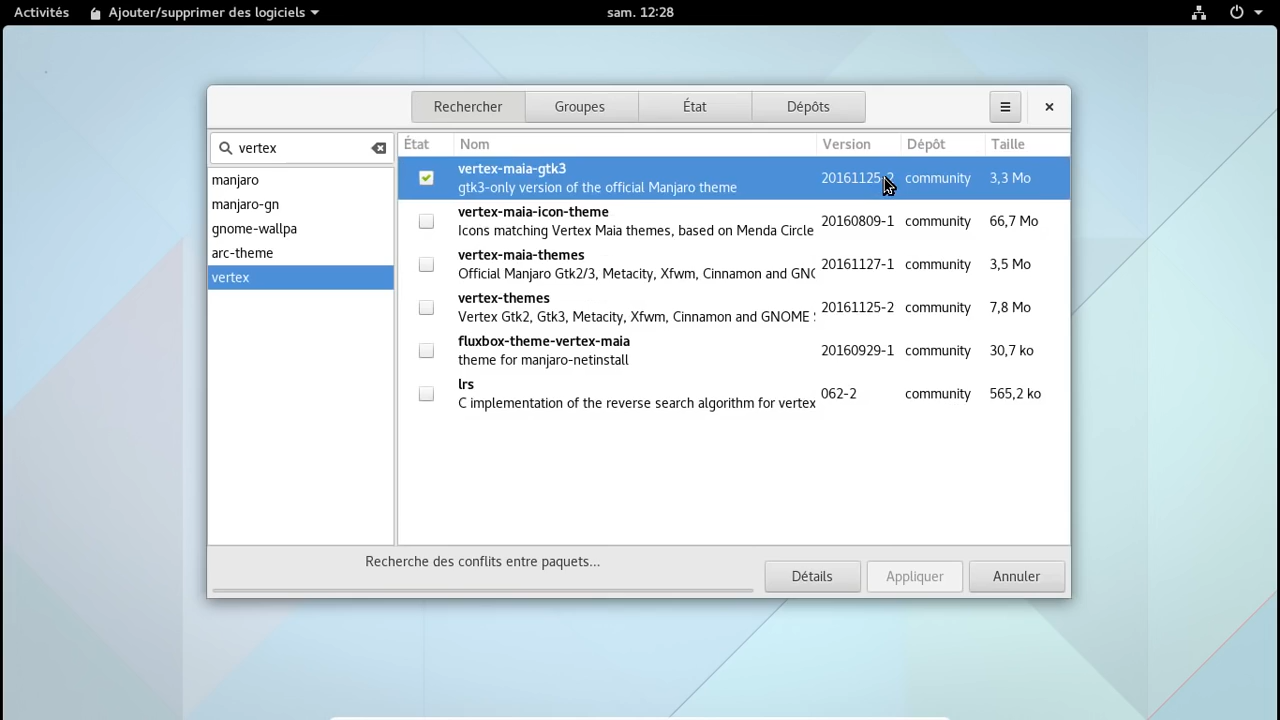 Activités Ajouter/supprimer des logiciels sam. 12:28
Rechercher Groupes État Dépôts
vertex
manjaro
manjaro-gn
gnome-wallpa
arc-theme
vertex
État Nom Version Dépôt Taille
vertex-maia-gtk3
gtk3-only version of the official Manjaro theme
20161125-2 community 3,3 Mo
vertex-maia-icon-theme
Icons matching Vertex Maia themes, based on Menda Circle
20160809-1 community 66,7 Mo
vertex-maia-themes
Official Manjaro Gtk2/3, Metacity, Xfwm, Cinnamon and GNO
20161127-1 community 3,5 Mo
vertex-themes
Vertex Gtk2, Gtk3, Metacity, Xfwm, Cinnamon and GNOME
20161125-2 community 7,8 Mo
fluxbox-theme-vertex-maia
theme for manjaro-netinstall
20160929-1 community 30,7 ko
lrs
C implementation of the reverse search algorithm for vertex
062-2 community 565,2 ko
Recherche des conflits entre paquets...
Détails Appliquer Annuler